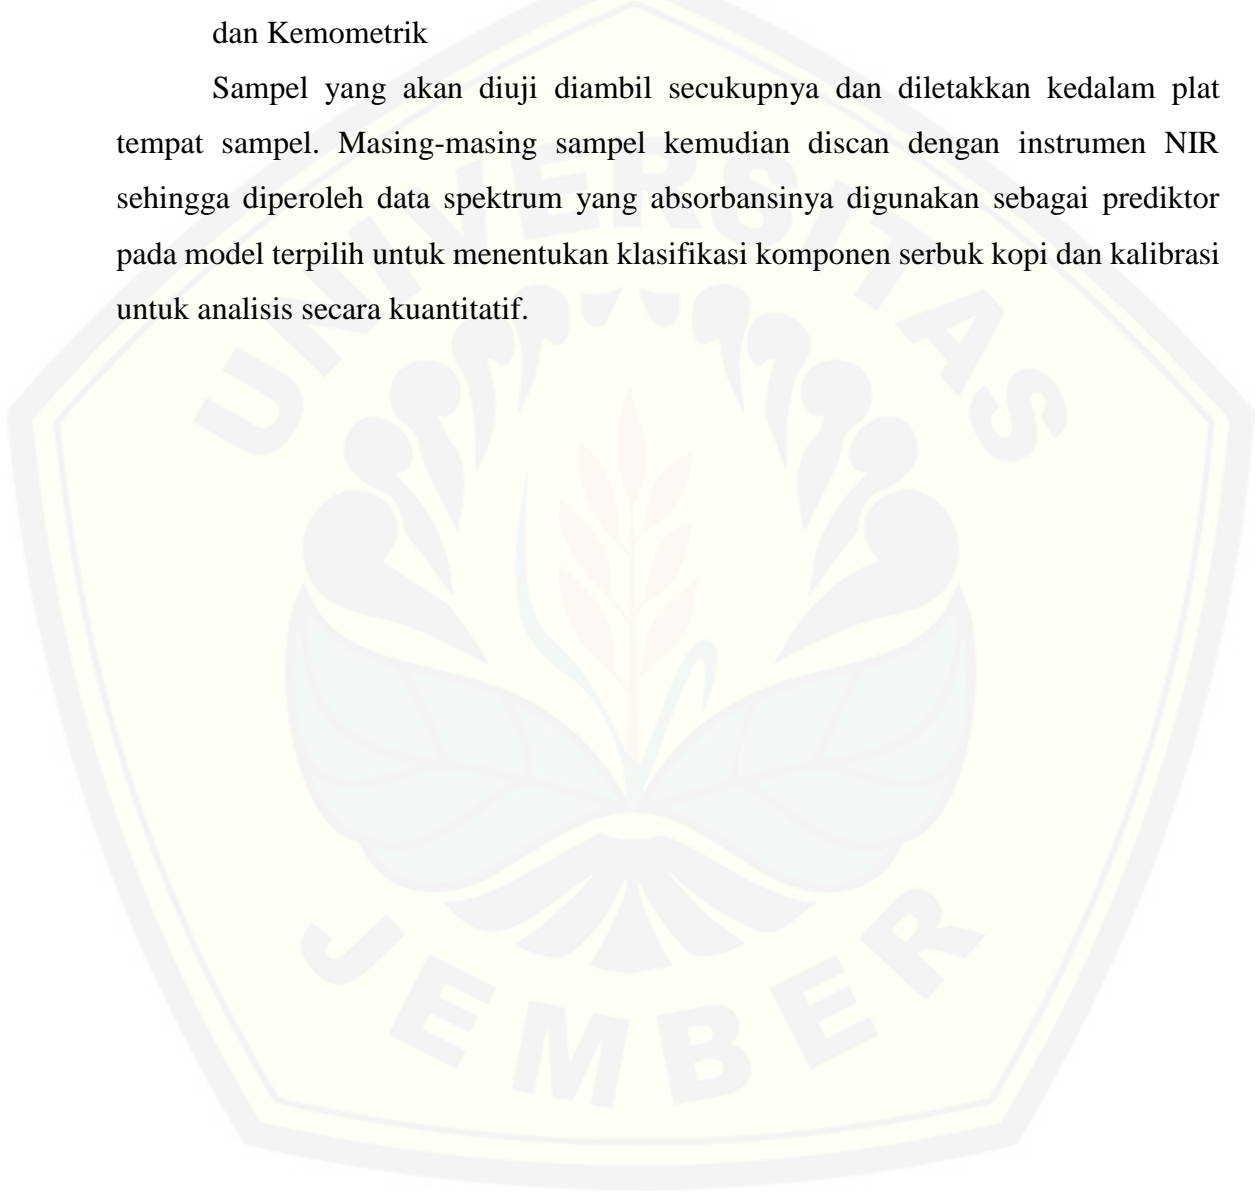 dan Kemometrik
Sampel yang akan diuji diambil secukupnya dan diletakkan kedalam plat
tempat sampel. Masing-masing sampel kemudian discan dengan instrumen NIR
sehingga diperoleh data spektrum yang absorbansinya digunakan sebagai prediktor
pada model terpilih untuk menentukan klasifikasi komponen serbuk kopi dan kalibrasi
untuk analisis secara kuantitatif.
UNIVERSITAS
JEMBER